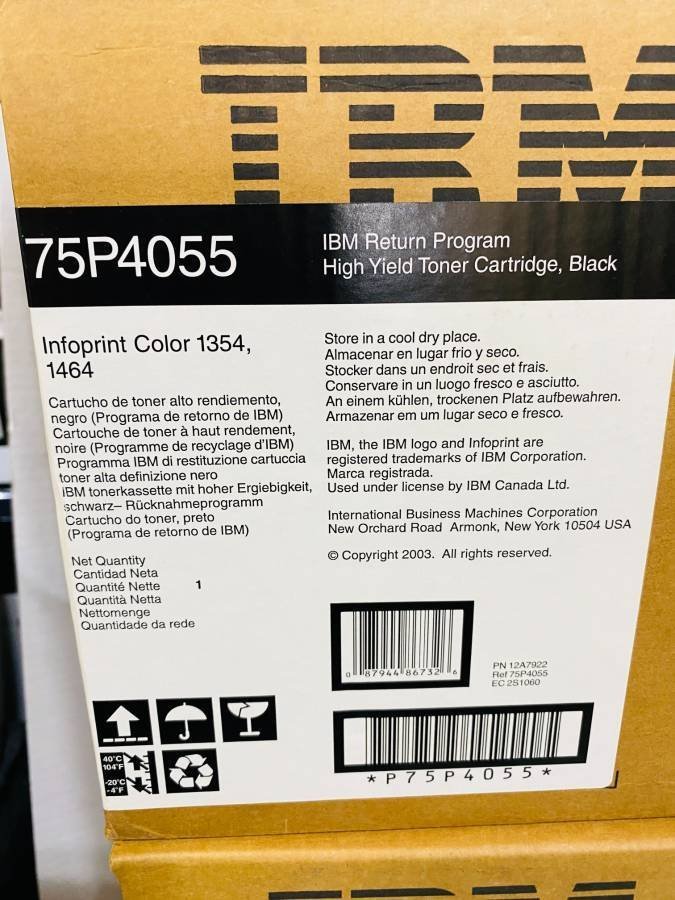 IBM
75P4055
IBM Return Program
High Yield Toner Cartridge, Black
Infoprint Color 1354,
1464
Cartucho de toner alto rendiemento,
negro (Programa de retorno de IBM)
Cartouche de toner à haut rendement,
noire (Programme de recyclage d'IBM)
Programma IBM di restituzione cartuccia
toner alta definizione nero
IBM tonerkassette mit hoher Ergiebigkeit,
schwarz– Rücknahmeprogramm
Cartucho do toner, preto
(Programa de retorno de IBM)
Net Quantity
Cantidad Neta
Quantité Nette 1
Quantità Netta
Nettomenge
Quantidade da rede
Store in a cool dry place.
Almacenar en lugar frio y seco.
Stocker dans un endroit sec et frais.
Conservare in un luogo fresco e asciutto.
An einem kühlen, trockenen Platz aufbewahren.
Armazenar em um lugar seco e fresco.
IBM, the IBM logo and Infoprint are
registered trademarks of IBM Corporation.
Marca registrada.
Used under license by IBM Canada Ltd.
International Business Machines Corporation
New Orchard Road Armonk, New York 10504 USA
© Copyright 2003. All rights reserved.
0 87944 86732 6
PN 12A7922
Ref 75P4055
EC 2S1060
40°C
104°F
-20°C
-4°F
*P75P4055*
IBM